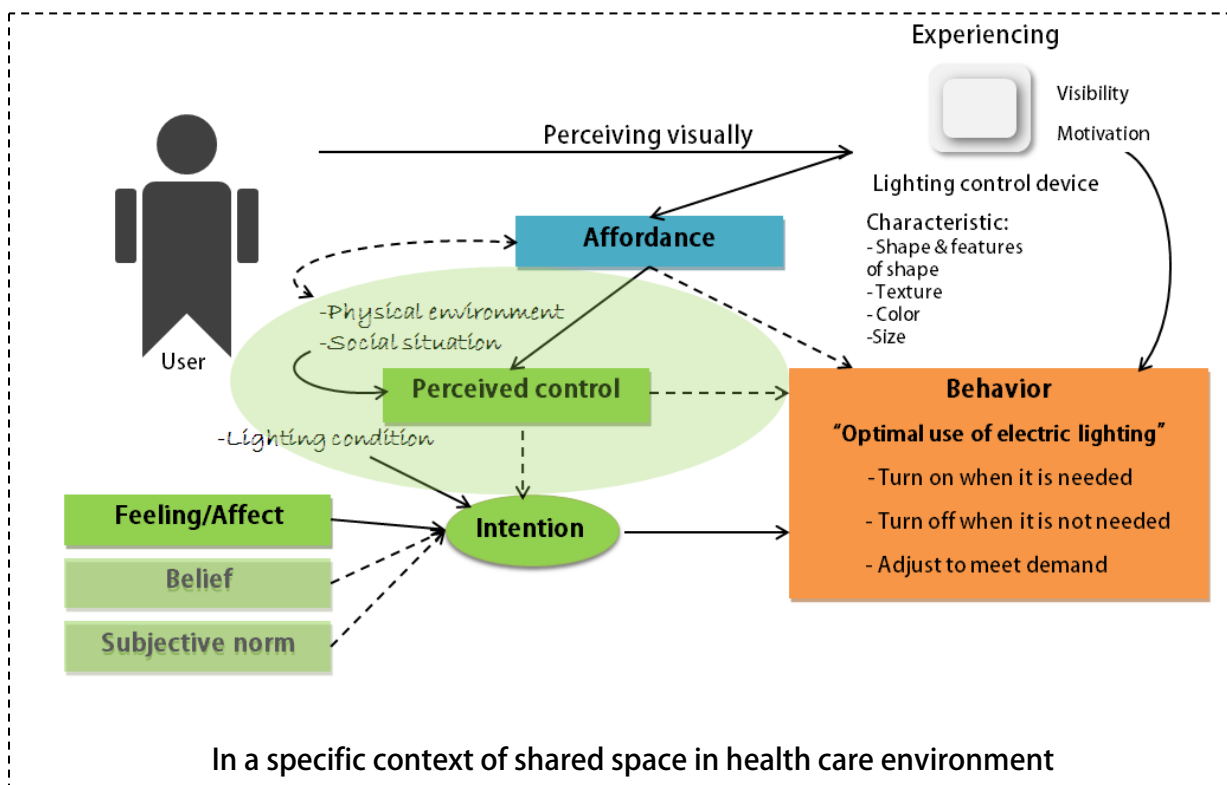 Experiencing
Visibility
Motivation
Perceiving visually
Lighting control device
Characteristic:
- Shape & features
of shape
- Texture
- Color
-Size
Affordance
User
-Physical environment
-Social situation
Perceived control
-Lighting condition
Behavior
“Optimal use of electric lighting”
- Turn on when it is needed
- Turn off when it is not needed
- Adjust to meet demand
Feeling/Affect
Intention
Belief
Subjective norm
In a specific context of shared space in health care environment